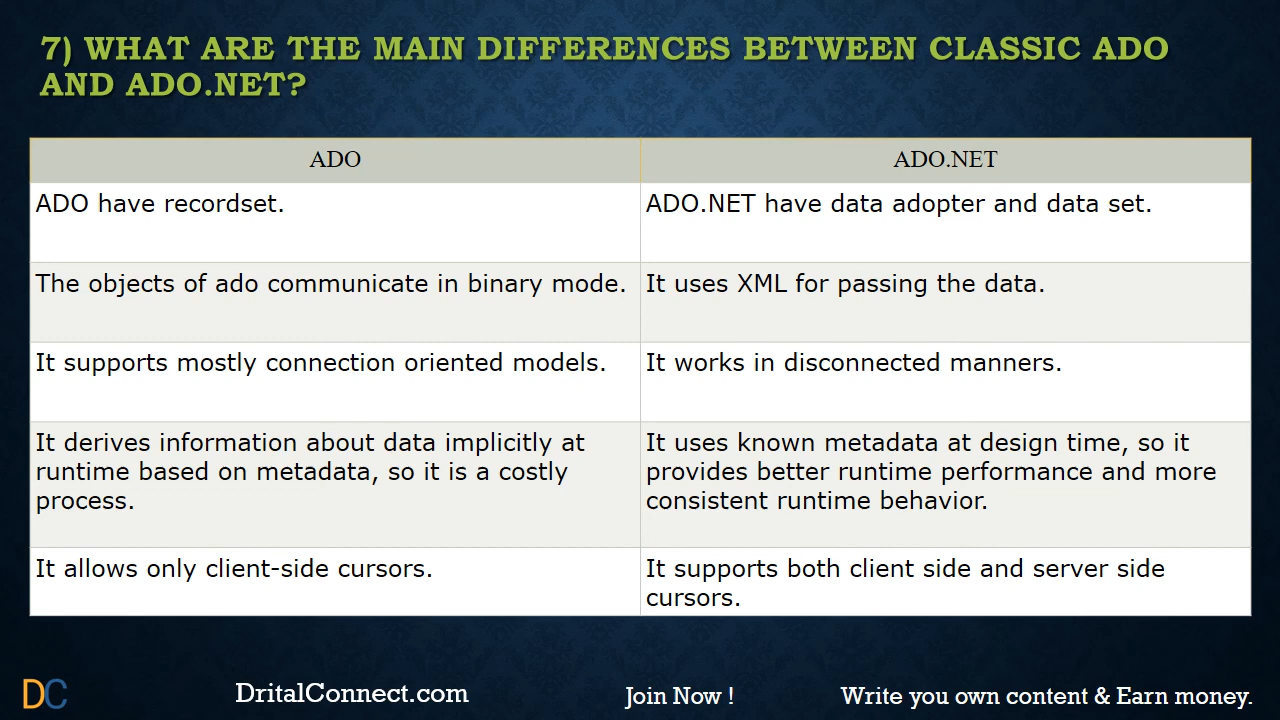 7) WHAT ARE THE MAIN DIFFERENCES BETWEEN CLASSIC ADO
AND ADO.NET?
ADO
ADO.NET
ADO have recordset.
ADO.NET have data adopter and data set.
The objects of ado communicate in binary mode.
It uses XML for passing the data.
It supports mostly connection oriented models.
It works in disconnected manners.
It derives information about data implicitly at
runtime based on metadata, so it is a costly
process.
It uses known metadata at design time, so it
provides better runtime performance and more
consistent runtime behavior.
It allows only client-side cursors.
It supports both client side and server side
cursors.
DC
DritalConnect.com
Join Now !
Write you own content & Earn money.